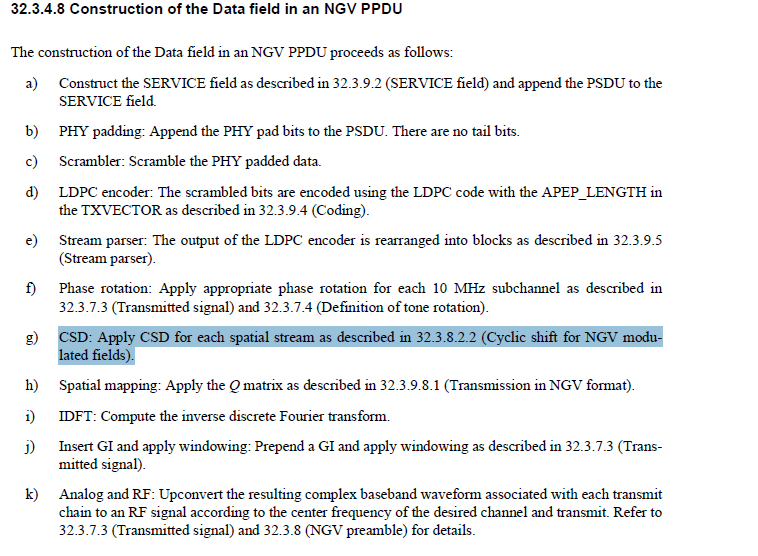 32.3.4.8 Construction of the Data field in an NGV PPDU
The construction of the Data field in an NGV PPDU proceeds as follows:
a) Construct the SERVICE field as described in 32.3.9.2 (SERVICE field) and append the PSDU to the
SERVICE field.
b) PHY padding: Append the PHY pad bits to the PSDU. There are no tail bits.
c) Scrambler: Scramble the PHY padded data.
d) LDPC encoder: The scrambled bits are encoded using the LDPC code with the APEP_LENGTH in
the TXVECTOR as described in 32.3.9.4 (Coding).
e) Stream parser: The output of the LDPC encoder is rearranged into blocks as described in 32.3.9.5
(Stream parser).
f) Phase rotation: Apply appropriate phase rotation for each 10 MHz subchannel as described in
32.3.7.3 (Transmitted signal) and 32.3.7.4 (Definition of tone rotation).
g) CSD: Apply CSD for each spatial stream as described in 32.3.8.2.2 (Cyclic shift for NGV modu-
lated fields).
h) Spatial mapping: Apply the Q matrix as described in 32.3.9.8.1 (Transmission in NGV format).
i) IDFT: Compute the inverse discrete Fourier transform.
j) Insert GI and apply windowing: Prepend a GI and apply windowing as described in 32.3.7.3 (Trans-
mitted signal).
k) Analog and RF: Upconvert the resulting complex baseband waveform associated with each transmit
chain to an RF signal according to the center frequency of the desired channel and transmit. Refer to
32.3.7.3 (Transmitted signal) and 32.3.8 (NGV preamble) for details.